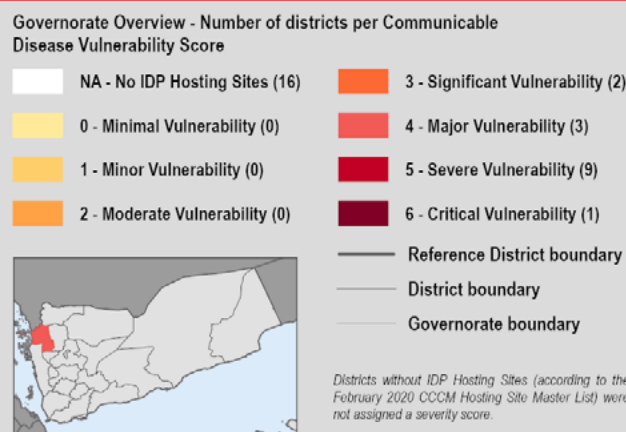 Governorate Overview - Number of districts per Communicable
Disease Vulnerability Score
NA - No IDP Hosting Sites (16)
0 - Minimal Vulnerability (0)
1 - Minor Vulnerability (0)
2 - Moderate Vulnerability (0)
3 - Significant Vulnerability (2)
4 - Major Vulnerability (3)
5 - Severe Vulnerability (9)
6 - Critical Vulnerability (1)
Reference District boundary
District boundary
Governorate boundary
Districts without IDP Hosting Sites (according to the
February 2020 CCCM Hosting Site Master List) were
not assigned a severity score.